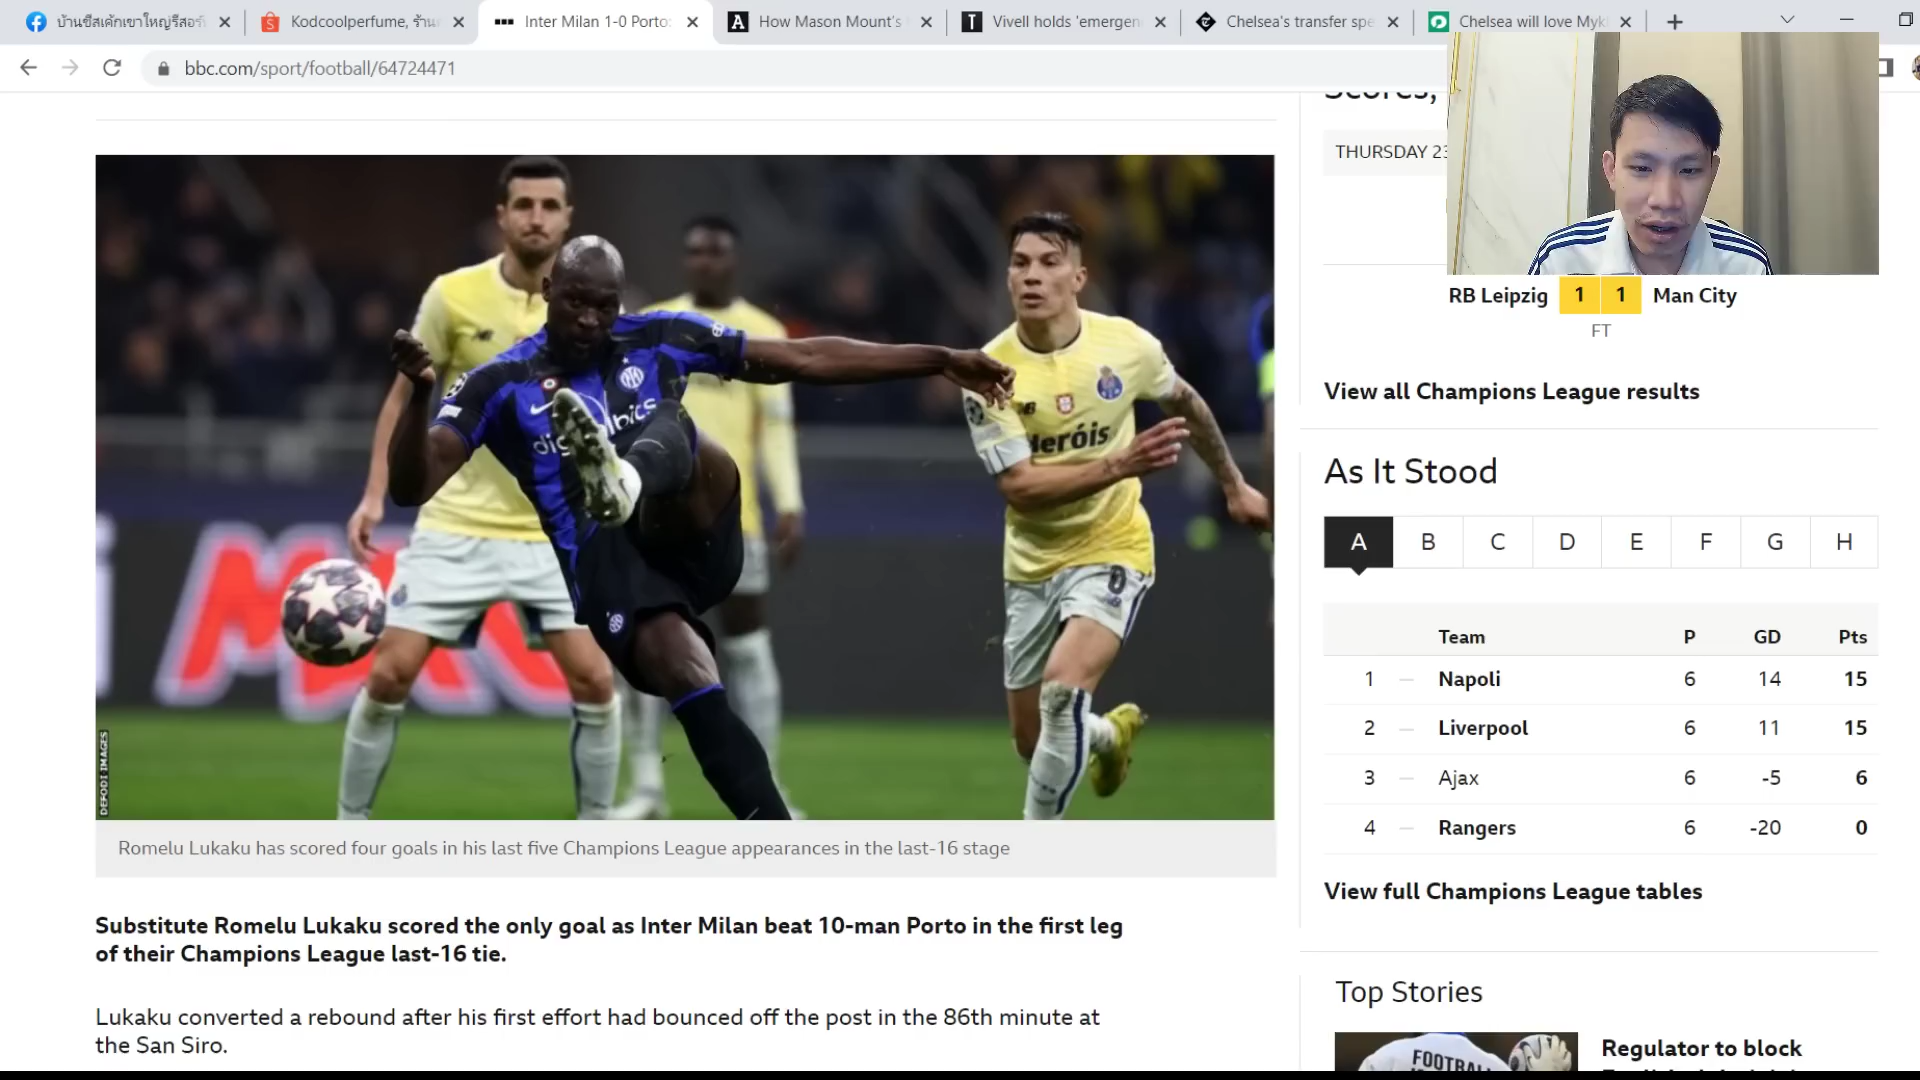 บ้านชีสเค้กเขาใหญ่รีสอร์
Kodcoolperfume, ร้าน
Inter Milan 1-0 Porto:
How Mason Mount's
Vivell holds 'emergen
Chelsea's transfer spe
Chelsea will love Myk
bbc.com/sport/football/64724471
THURSDAY 23
RB Leipzig 1 1 Man City
FT
View all Champions League results
As It Stood
A B C D E F G H
Team P GD Pts
1 Napoli 6 14 15
2 Liverpool 6 11 15
3 Ajax 6 -5 6
4 Rangers 6 -20 0
View full Champions League tables
Top Stories
Regulator to block
FOOTBALL
DEFODI IMAGES
Romelu Lukaku has scored four goals in his last five Champions League appearances in the last-16 stage
Substitute Romelu Lukaku scored the only goal as Inter Milan beat 10-man Porto in the first leg
of their Champions League last-16 tie.
Lukaku converted a rebound after his first effort had bounced off the post in the 86th minute at
the San Siro.